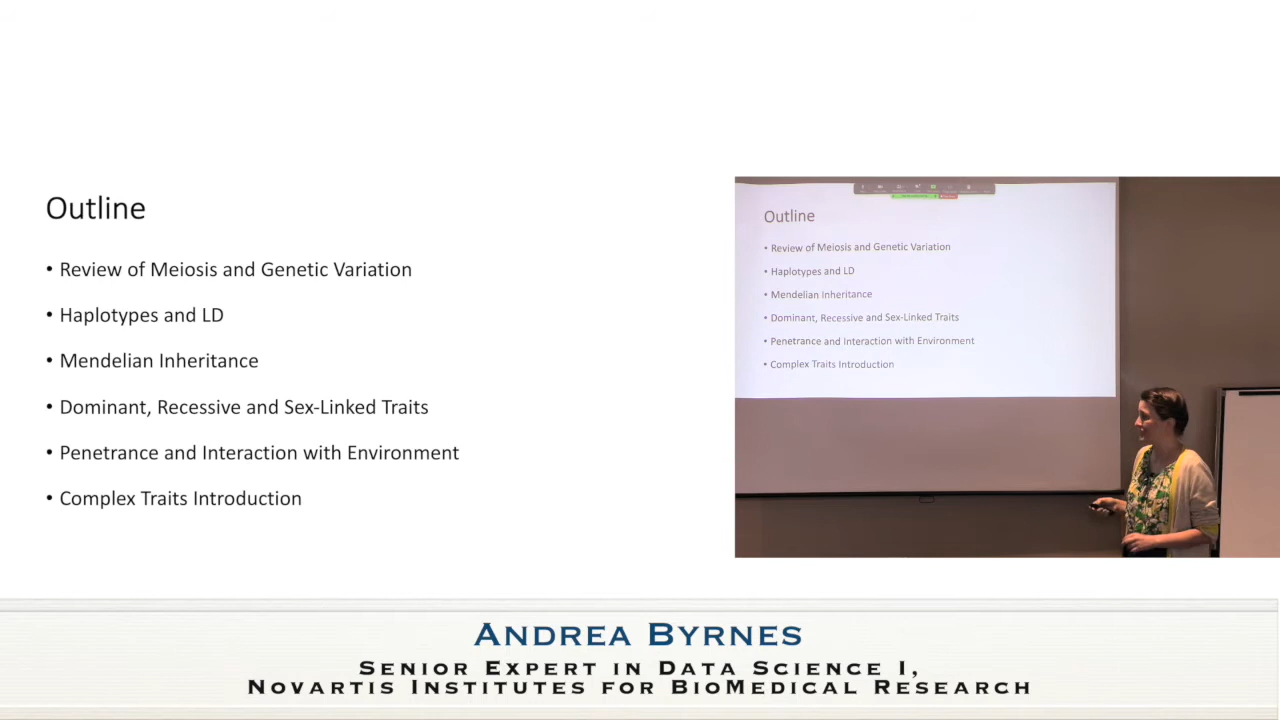 Outline
• Review of Meiosis and Genetic Variation
• Haplotypes and LD
• Mendelian Inheritance
• Dominant, Recessive and Sex-Linked Traits
• Penetrance and Interaction with Environment
• Complex Traits Introduction
Outline
• Review of Meiosis and Genetic Variation
• Haplotypes and LD
• Mendelian Inheritance
• Dominant, Recessive and Sex-Linked Traits
• Penetrance and Interaction with Environment
• Complex Traits Introduction
Andrea Byrnes
Senior Expert in Data Science I,
Novartis Institutes for BioMedical Research